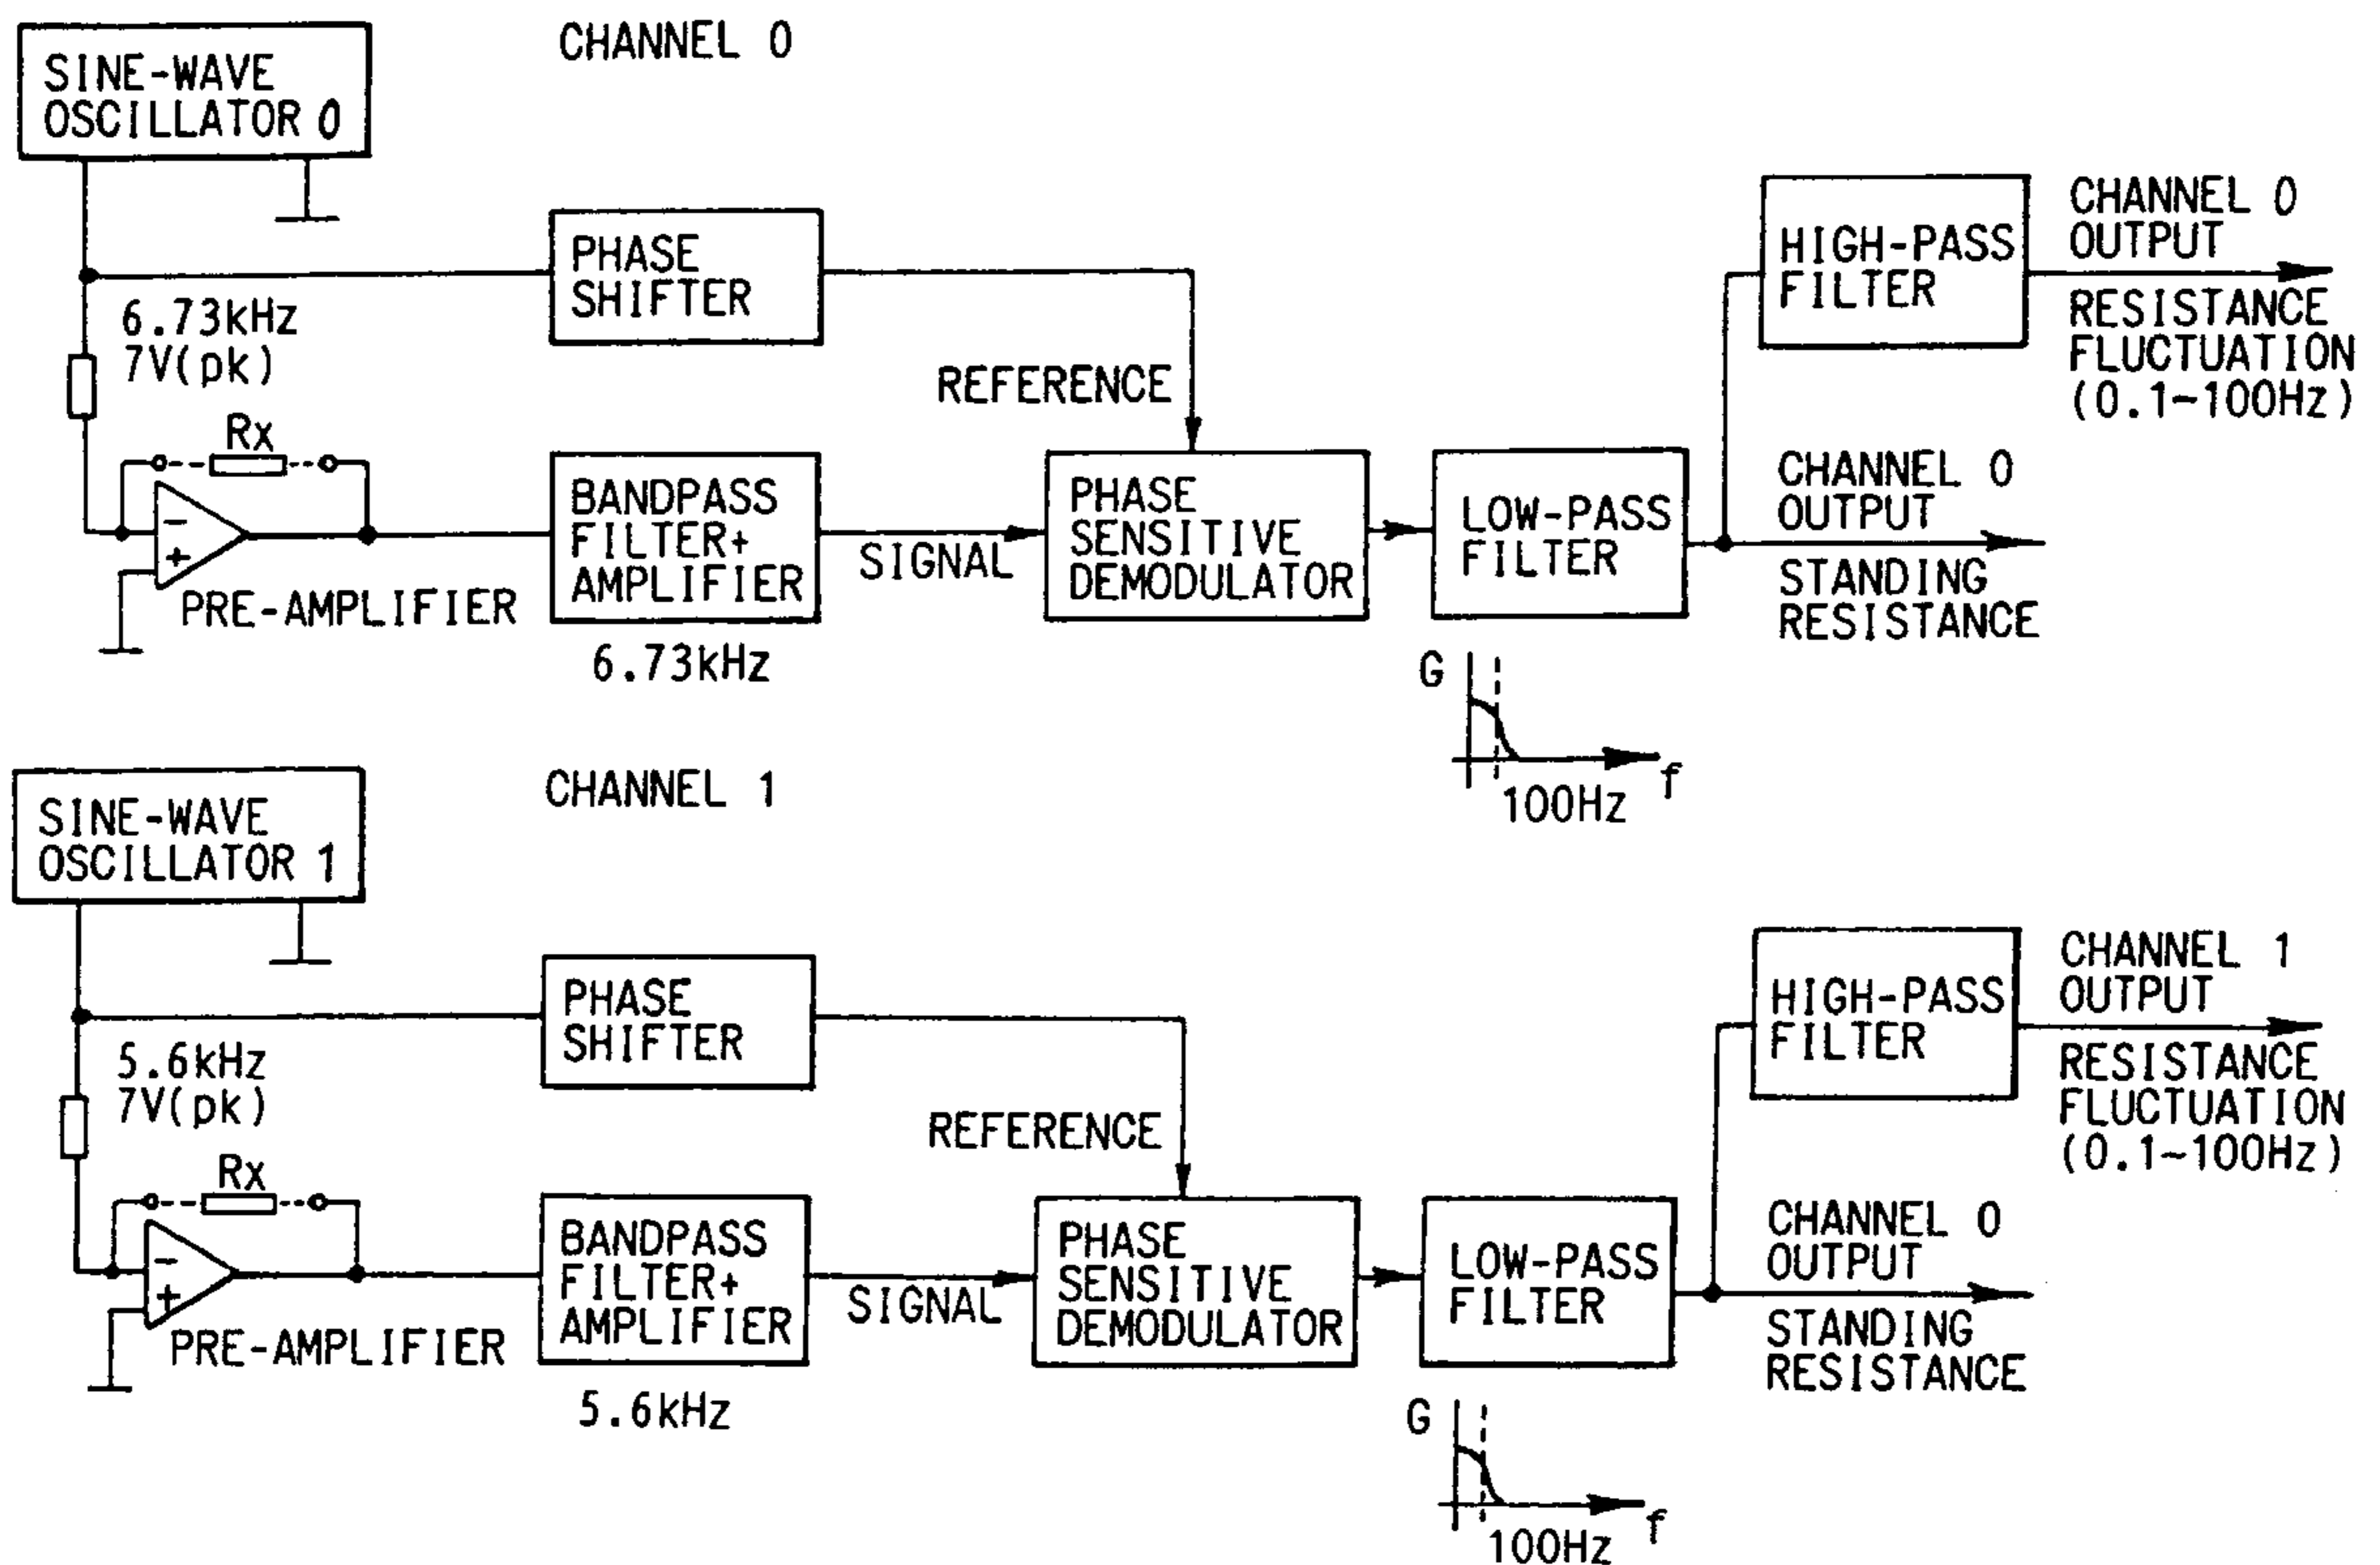 CHANNEL 0
SINE-WAVE
OSCILLATOR 0
PHASE
SHIFTER
HIGH-PASS
FILTER
CHANNEL 0
OUTPUT
RESISTANCE
FLUCTUATION
(0.1~100Hz)
6.73kHz
7V(pk)
REFERENCE
Rx
-
+
PRE-AMPLIFIER
BANDPASS
FILTER+
AMPLIFIER
6.73kHz
SIGNAL
PHASE
SENSITIVE
DEMODULATOR
LOW-PASS
FILTER
CHANNEL 0
OUTPUT
STANDING
RESISTANCE
G
f
100Hz
CHANNEL 1
SINE-WAVE
OSCILLATOR 1
PHASE
SHIFTER
HIGH-PASS
FILTER
CHANNEL 1
OUTPUT
RESISTANCE
FLUCTUATION
(0.1~100Hz)
5.6kHz
7V(pk)
REFERENCE
Rx
-
+
PRE-AMPLIFIER
BANDPASS
FILTER+
AMPLIFIER
5.6kHz
SIGNAL
PHASE
SENSITIVE
DEMODULATOR
LOW-PASS
FILTER
CHANNEL 0
OUTPUT
STANDING
RESISTANCE
G
f
100Hz